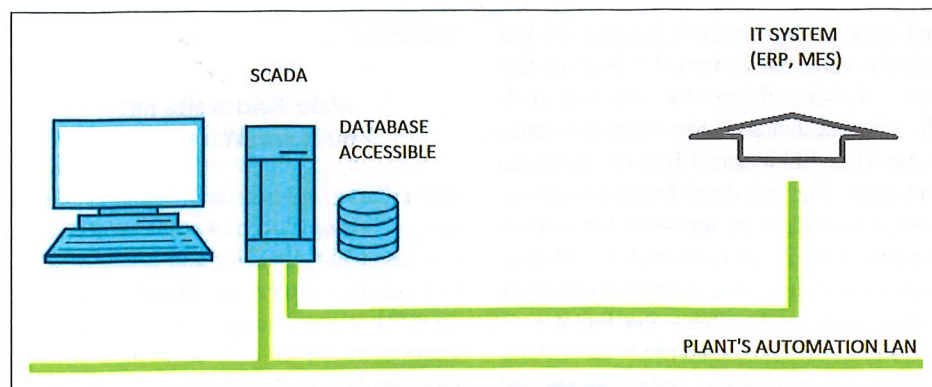 IT SYSTEM
(ERP, MES)
SCADA
DATABASE
ACCESSIBLE
PLANT'S AUTOMATION LAN